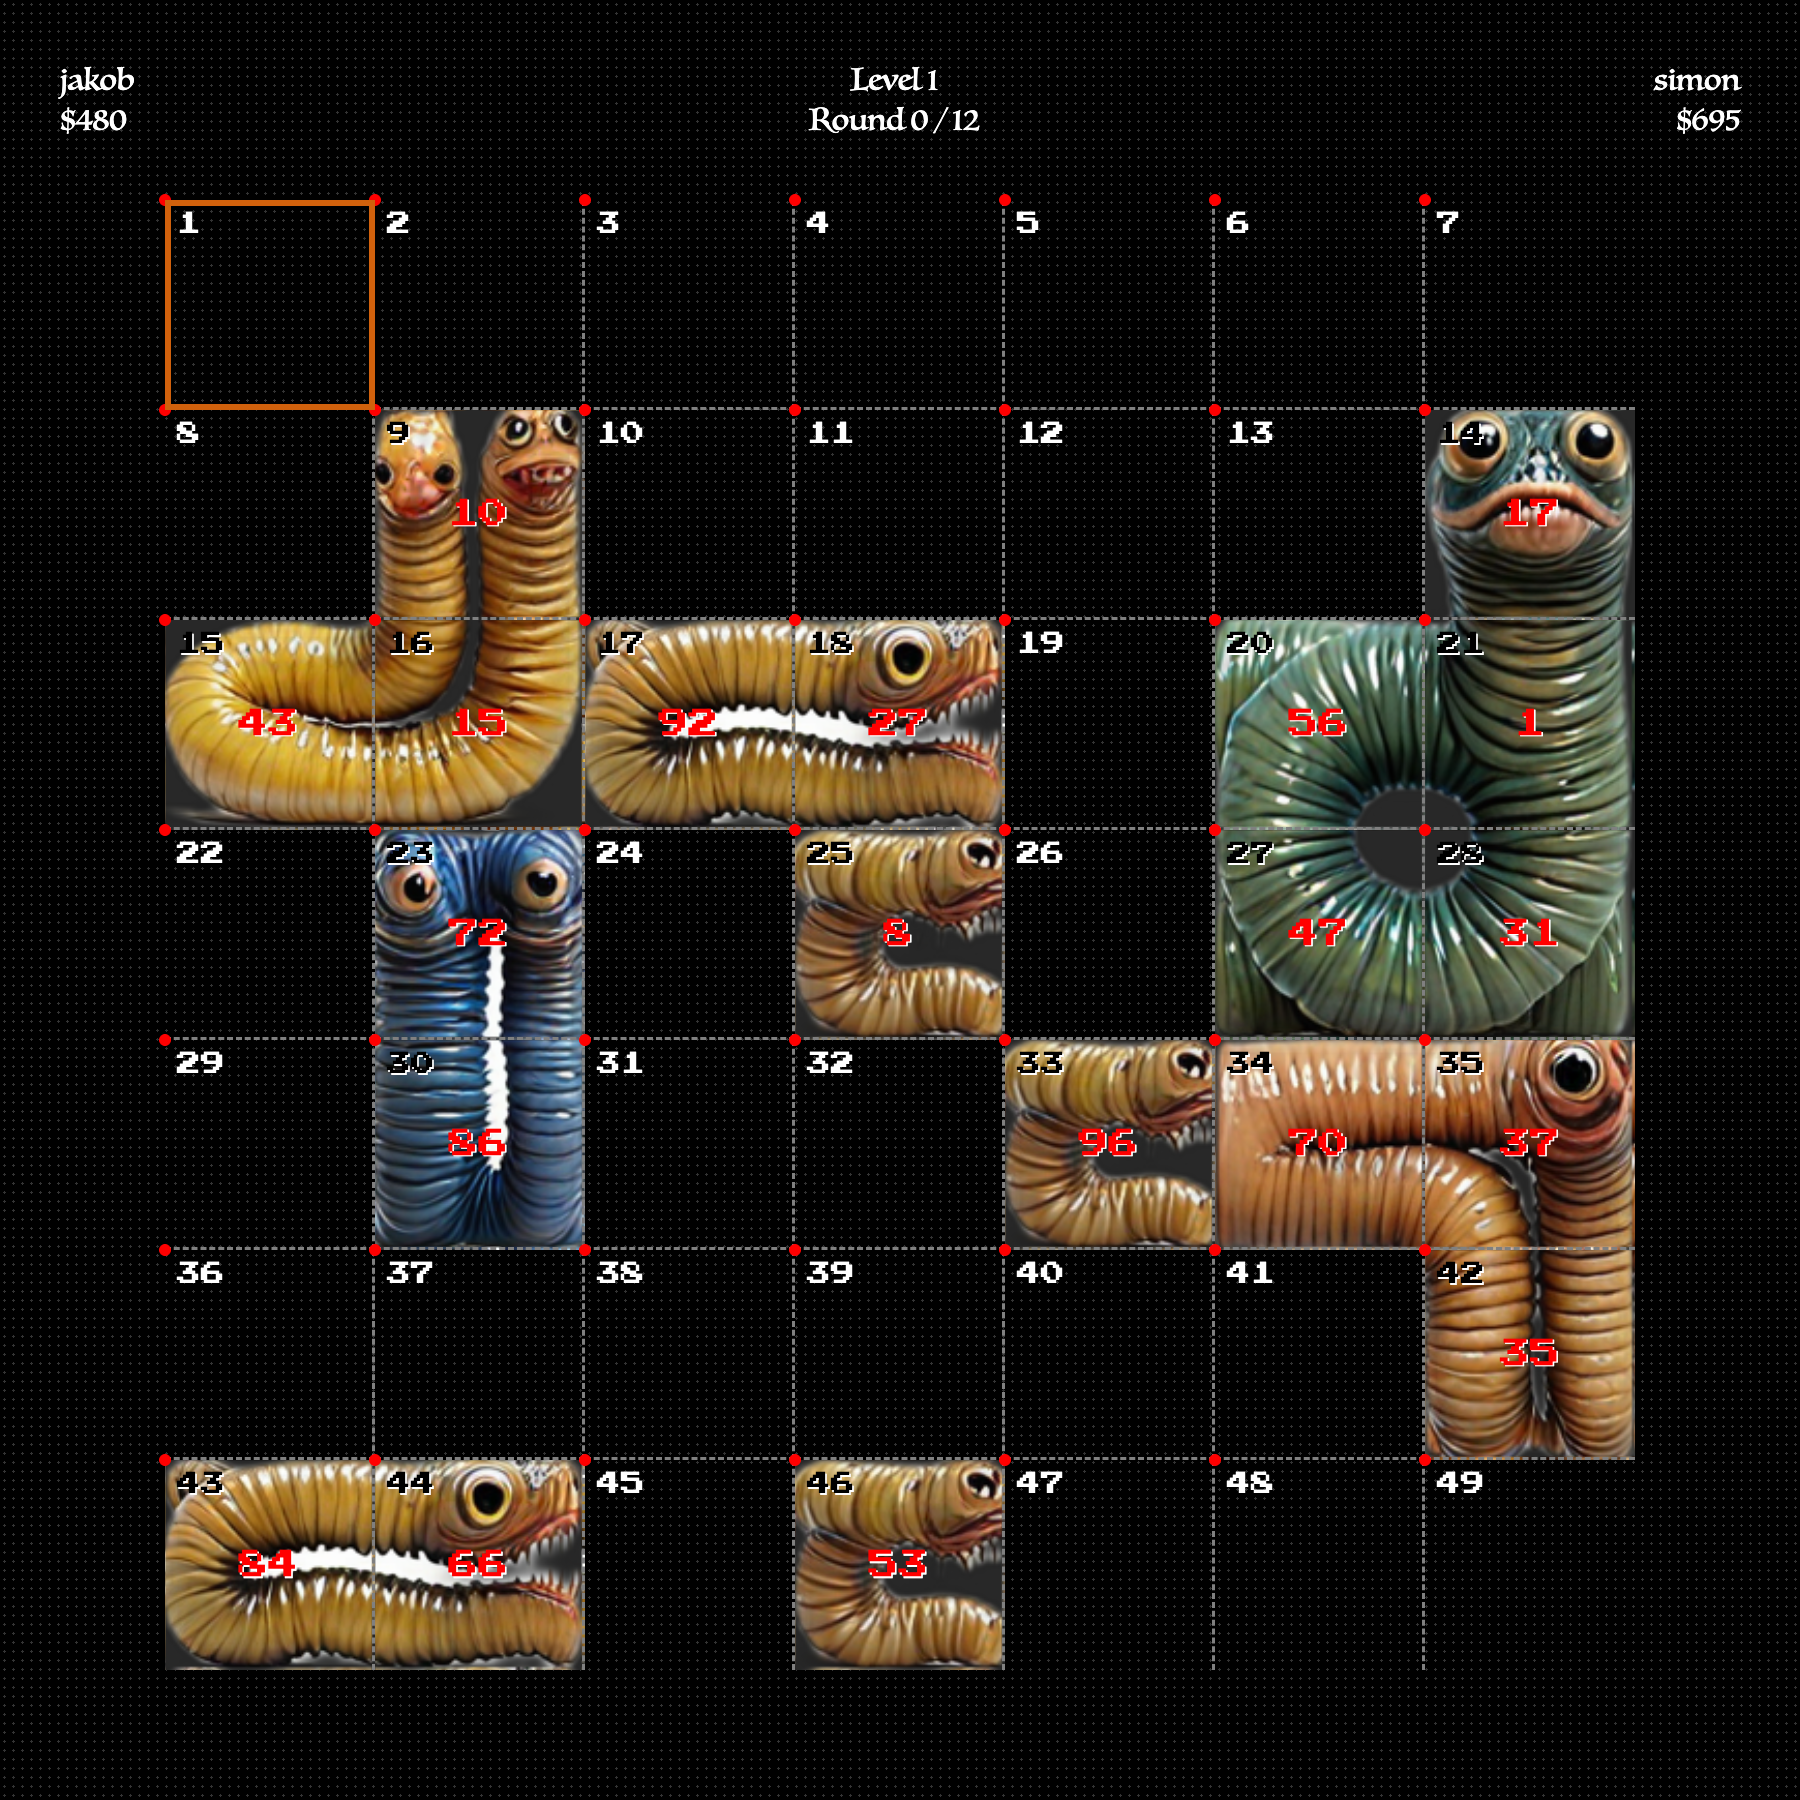 jakob
$480
Level 1
Round 0 / 12
simon
$695
1 2 3 4 5 6 7
8 9 10 11 12 13 14
10 17
15 16 17 18 19 20 21
43 15 92 27 56 1
22 23 24 25 26 27 28
72 8 47 31
29 30 31 32 33 34 35
86 96 70 37
36 37 38 39 40 41 42
35
43 44 45 46 47 48 49
84 66 53